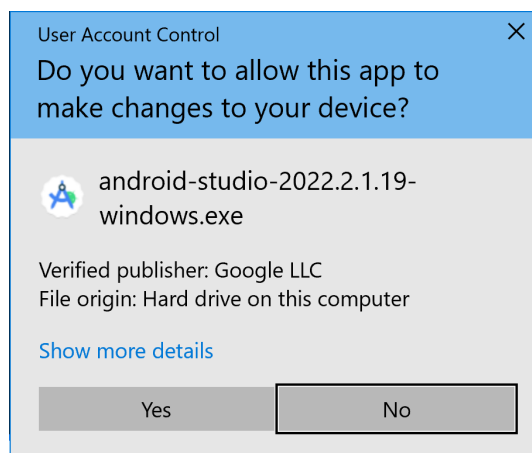 User Account Control
Do you want to allow this app to
make changes to your device?
android-studio-2022.2.1.19-
windows.exe
Verified publisher: Google LLC
File origin: Hard drive on this computer
Show more details
Yes
No